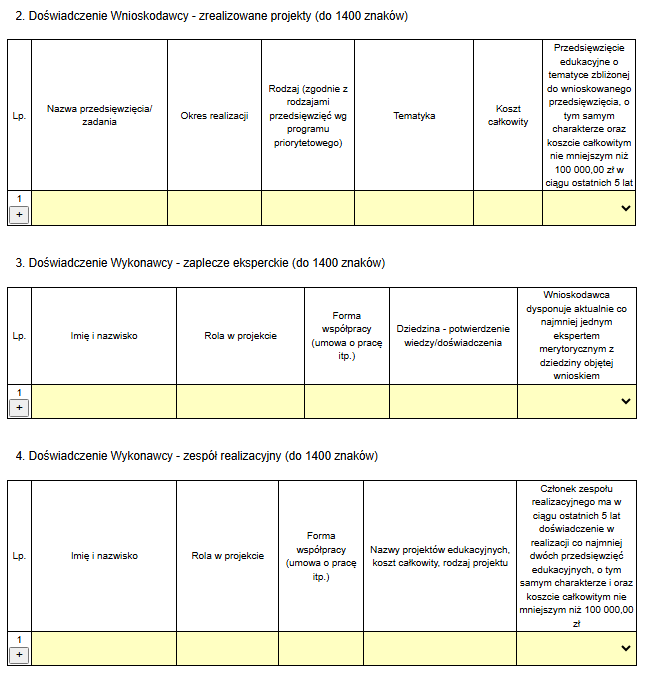 2. Doświadczenie Wnioskodawcy - zrealizowane projekty (do 1400 znaków)
Lp.
Nazwa przedsięwzięcia/
zadania
Okres realizacji
Rodzaj (zgodnie z
rodzajami
przedsięwzięć wg
programu
priorytetowego)
Tematyka
Koszt
całkowity
Przedsięwzięcie
edukacyjne o
tematyce zbliżonej
do wnioskowanego
przedsięwzięcia, o
tym samym
charakterze oraz
koszcie całkowitym
nie mniejszym niż
100 000,00 zł w
ciągu ostatnich 5 lat
1
+
3. Doświadczenie Wykonawcy - zaplecze eksperckie (do 1400 znaków)
Lp.
Imię i nazwisko
Rola w projekcie
Forma
współpracy
(umowa o pracę
itp.)
Dziedzina - potwierdzenie
wiedzy/doświadczenia
Wnioskodawca
dysponuje aktualnie co
najmniej jednym
ekspertem
merytorycznym z
dziedziny objętej
wnioskiem
1
+
4. Doświadczenie Wykonawcy - zespół realizacyjny (do 1400 znaków)
Lp.
Imię i nazwisko
Rola w projekcie
Forma
współpracy
(umowa o pracę
itp.)
Nazwy projektów edukacyjnych,
koszt całkowity, rodzaj projektu
Członek zespołu
realizacyjnego ma w
ciągu ostatnich 5 lat
doświadczenie w
realizacji co najmniej
dwóch przedsięwzięć
edukacyjnych, o tym
samym charakterze i oraz
koszcie całkowitym nie
mniejszym niż 100 000,00
zł
1
+